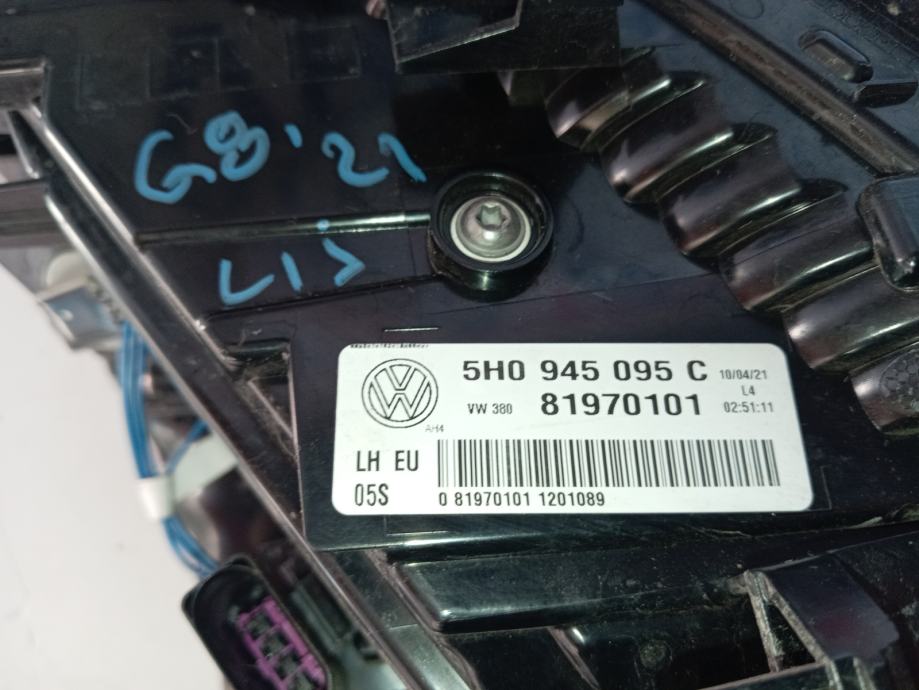 G8'21
LIJ
5H0 945 095 C
10/04/21
L4
VW 380
81970101
02:51:11
AH4
LH EU
05S
0 81970101 1201089